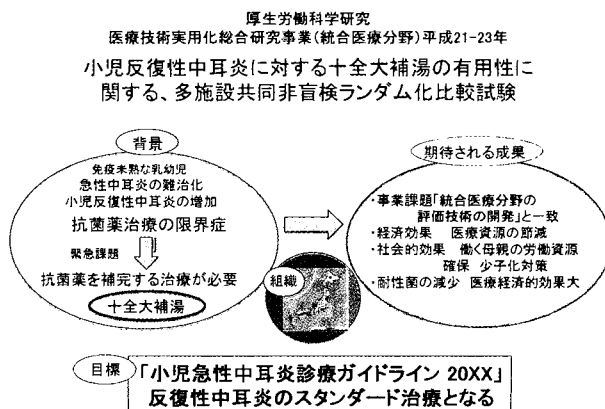 厚生労働科学研究
医療技術実用化総合研究事業(統合医療分野)平成21-23年
小児反復性中耳炎に対する十全大補湯の有用性に
関する、多施設共同非盲検ランダム化比較試験
背景
免疫未熟な乳幼児
急性中耳炎の難治化
小児反復性中耳炎の増加
抗菌薬治療の限界症
緊急課題
抗菌薬を補完する治療が必要
十全大補湯
組織
期待される成果
・事業課題「統合医療分野の
評価技術の開発」と一致
・経済効果 医療資源の節減
・社会的効果 働く母親の労働資源
確保 少子化対策
・耐性菌の減少 医療経済的効果大
目標
「小児急性中耳炎診療ガイドライン 20XX」
反復性中耳炎のスタンダード治療となる